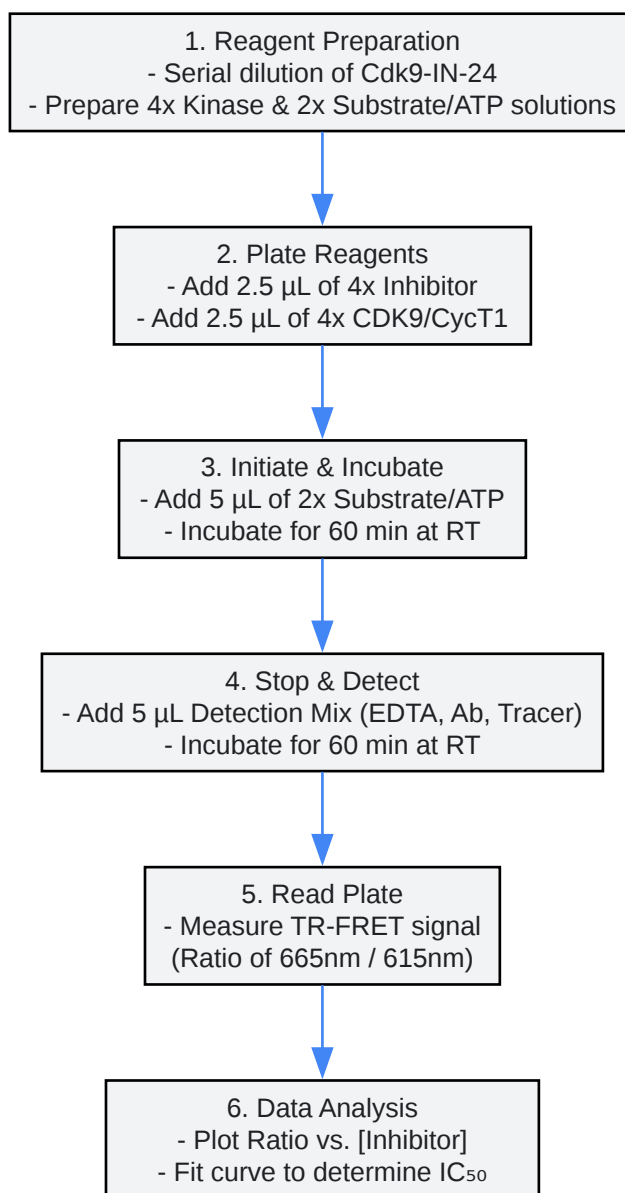 1. Reagent Preparation
- Serial dilution of Cdk9-IN-24
- Prepare 4x Kinase & 2x Substrate/ATP solutions
2. Plate Reagents
- Add 2.5 µL of 4x Inhibitor
- Add 2.5 µL of 4x CDK9/CycT1
3. Initiate & Incubate
- Add 5 µL of 2x Substrate/ATP
- Incubate for 60 min at RT
4. Stop & Detect
- Add 5 µL Detection Mix (EDTA, Ab, Tracer)
- Incubate for 60 min at RT
5. Read Plate
- Measure TR-FRET signal
(Ratio of 665nm / 615nm)
6. Data Analysis
- Plot Ratio vs. [Inhibitor]
- Fit curve to determine IC₅₀